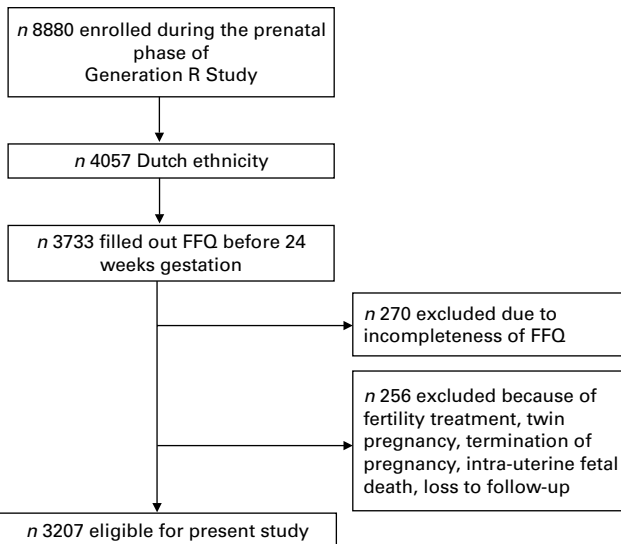 n 8880 enrolled during the prenatal
phase of
Generation R Study
n 4057 Dutch ethnicity
n 3733 filled out FFQ before 24
weeks gestation
n 270 excluded due to
incompleteness of FFQ
n 256 excluded because of
fertility treatment, twin
pregnancy, termination of
pregnancy, intra-uterine fetal
death, loss to follow-up
n 3207 eligible for present study